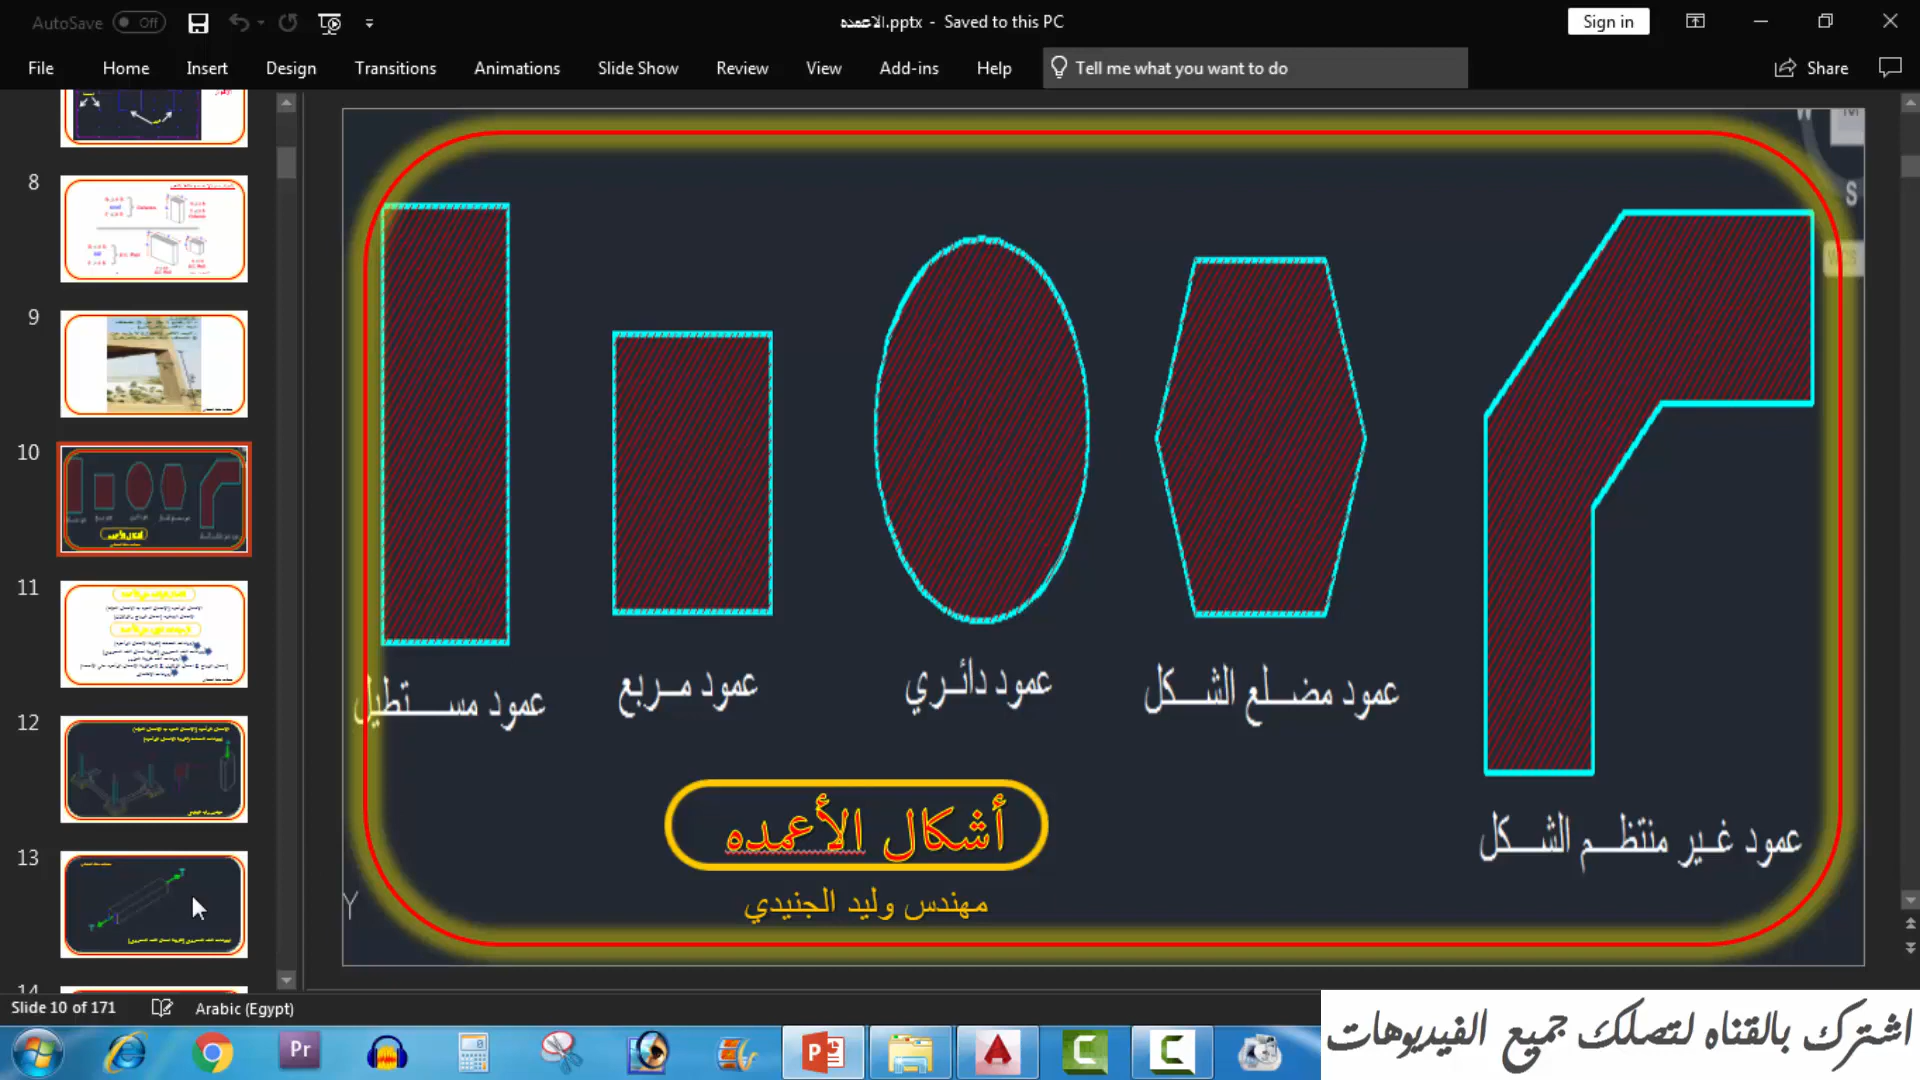 AutoSave Off
الاعمده.pptx - Saved to this PC
Sign in
File Home Insert Design Transitions Animations Slide Show Review View Add-ins Help Tell me what you want to do Share
8
9
10
11
12
13
14
S
WCS
عمود مستطيل
عمود مربع
عمود دائري
عمود مضلع الشكل
عمود غير منتظم الشكل
أشكال الأعمده
مهندس وليد الجنيدي
Y
Slide 10 of 171 Arabic (Egypt)
Pr
اشترك بالقناه لتصلك جميع الفيديوهات